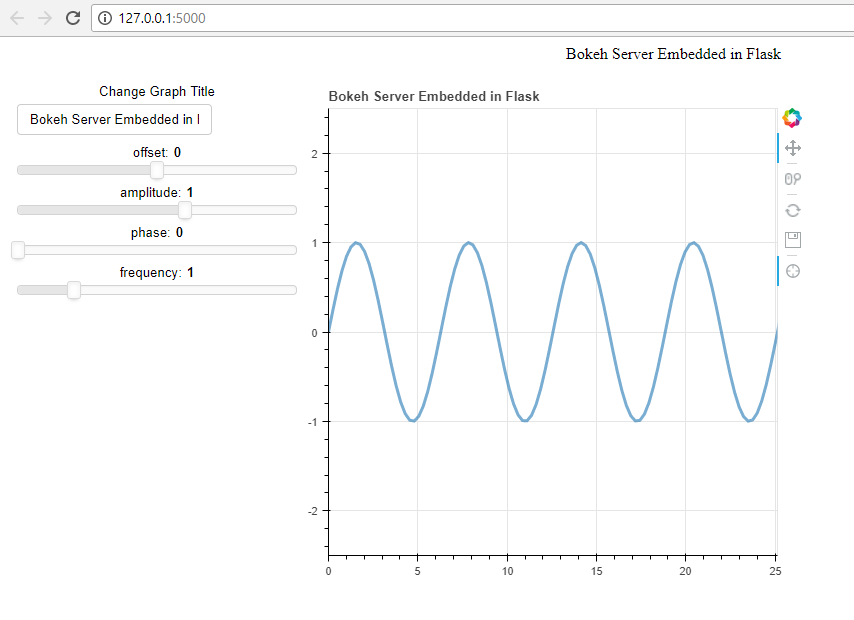 127.0.0.1:5000
Bokeh Server Embedded in Flask
Change Graph Title
Bokeh Server Embedded in
offset: 0
amplitude: 1
phase: 0
frequency: 1
Bokeh Server Embedded in Flask
2
1
0
-1
-2
0 5 10 15 20 25